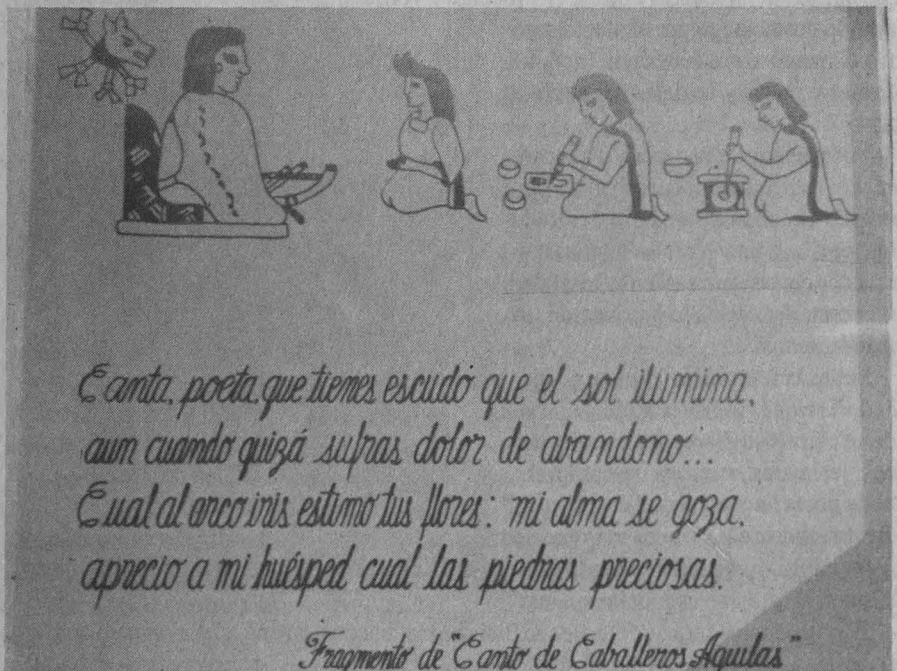 Canta, poeta, que tienes escudo que el sol ilumina,
aun cuando quizá sufras dolor de abandono...
Cual al arco iris estimo tus flores: mi alma se goza,
aprecio a mi huésped cual las piedras preciosas.
Fragmento de "Canto de Caballeros Aguilas"